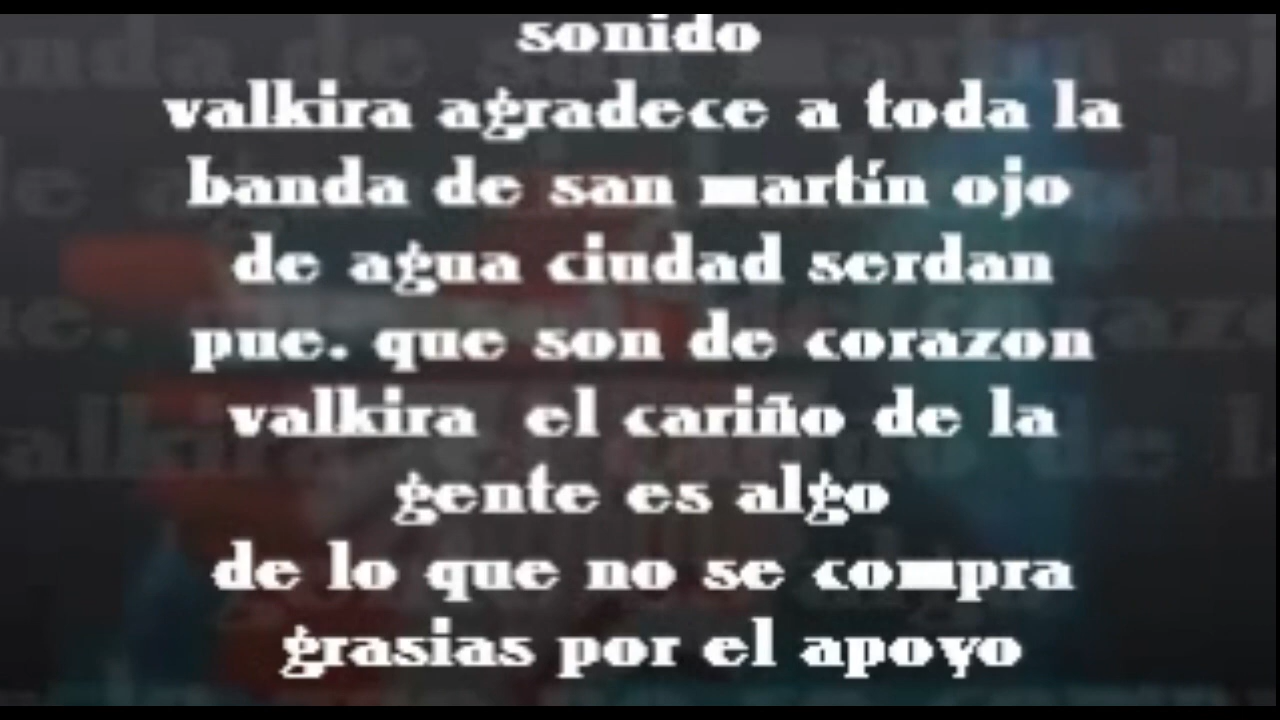 sonido
valkira agradece a toda la
banda de san martín ojo
de agua ciudad serdan
pue. que son de corazon
valkira el cariño de la
gente es algo
de lo que no se compra
grasias por el apoyo